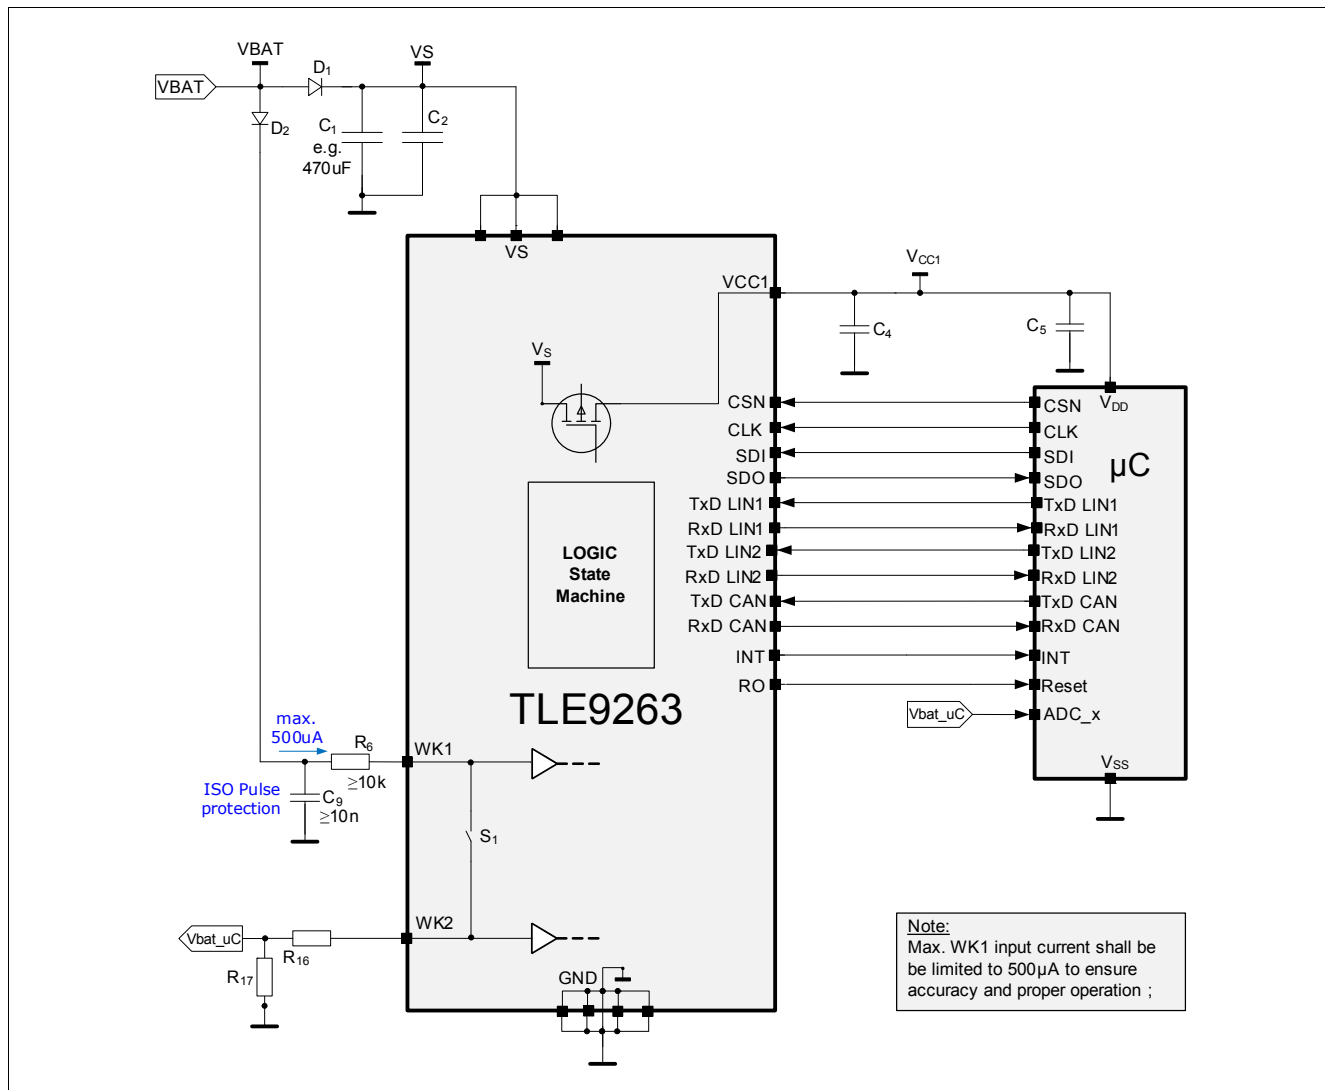 VBAT
VS
VBAT
D1
D2
C1
e.g.
470uF
C2
VS
VCC1
VCC1
C4
C5
VS
VDD
µC
CSN
CSN
CLK
CLK
SDI
SDI
SDO
SDO
TxD LIN1
TxD LIN1
RxD LIN1
RxD LIN1
TxD LIN2
TxD LIN2
RxD LIN2
RxD LIN2
TxD CAN
TxD CAN
RxD CAN
RxD CAN
INT
INT
RO
Reset
Vbat_uC
ADC_x
VSS
LOGIC
State
Machine
TLE9263
max.
500uA
R6
≥10k
WK1
ISO Pulse
protection
C9
≥10n
S1
WK2
Vbat_uC
R16
R17
GND
Note:
Max. WK1 input current shall be
be limited to 500µA to ensure
accuracy and proper operation ;